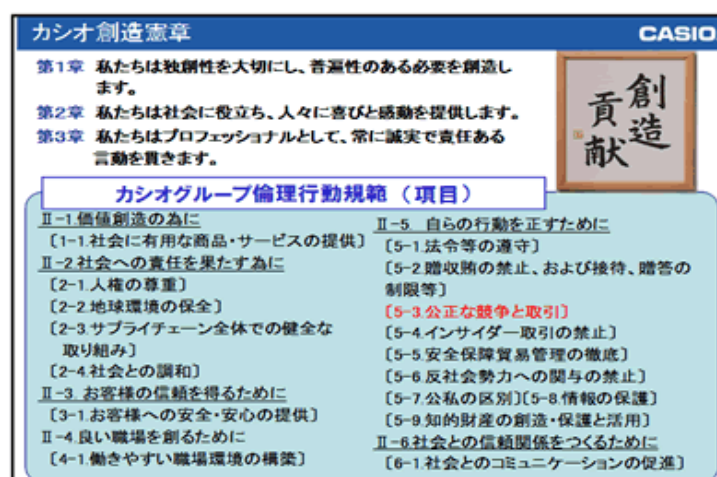 カシオ創造憲章
CASIO
第1章 私たちは独創性を大切にし、普遍性のある必要を創造し
ます。
第2章 私たちは社会に役立ち、人々に喜びと感動を提供します。
第3章 私たちはプロフェッショナルとして、常に誠実で責任ある
言動を貫きます。
創造
貢献
カシオグループ倫理行動規範（項目）
Ⅱ-1.価値創造の為に
〔1-1.社会に有用な商品・サービスの提供〕
Ⅱ-2.社会への責任を果たす為に
〔2-1.人権の尊重〕
〔2-2.地球環境の保全〕
〔2-3.サプライチェーン全体での健全な
取り組み〕
〔2-4.社会との調和〕
Ⅱ-3. お客様の信頼を得るために
〔3-1.お客様への安全・安心の提供〕
Ⅱ-4.良い職場を創るために
〔4-1.働きやすい職場環境の構築〕
Ⅱ-5. 自らの行動を正すために
〔5-1.法令等の遵守〕
〔5-2.贈収賄の禁止、および接待、贈答の
制限等〕
〔5-3.公正な競争と取引〕
〔5-4.インサイダー取引の禁止〕
〔5-5.安全保障貿易管理の徹底〕
〔5-6.反社会勢力への関与の禁止〕
〔5-7.公私の区別〕〔5-8.情報の保護〕
〔5-9.知的財産の創造・保護と活用〕
Ⅱ-6.社会との信頼関係をつくるために
〔6-1.社会とのコミュニケーションの促進〕